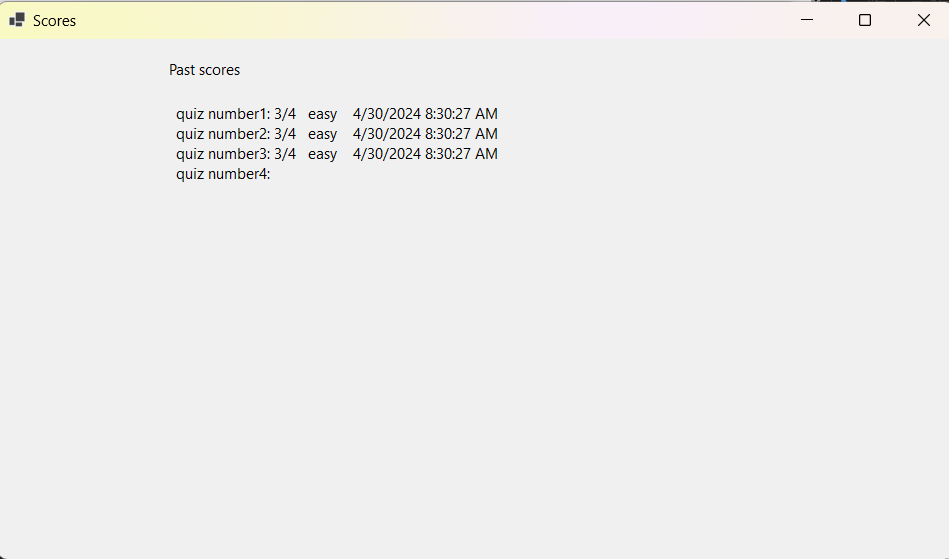 Scores
Past scores
quiz number1: 3/4 easy 4/30/2024 8:30:27 AM
quiz number2: 3/4 easy 4/30/2024 8:30:27 AM
quiz number3: 3/4 easy 4/30/2024 8:30:27 AM
quiz number4: